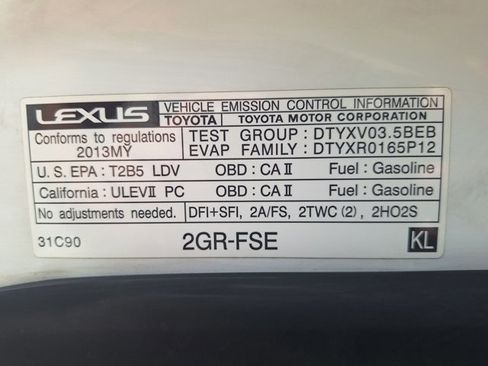 LEXUS VEHICLE EMISSION CONTROL INFORMATION
TOYOTA TOYOTA MOTOR CORPORATION
Conforms to regulations
2013MY
TEST GROUP : DTYXV03.5BEB
EVAP FAMILY : DTYXR0165P12
U.S. EPA : T2B5 LDV OBD : CA II Fuel : Gasoline
California : ULEVII PC OBD : CA II Fuel : Gasoline
No adjustments needed. DFI+SFI, 2A/FS, 2TWC (2), 2HO2S
31C90 2GR-FSE KL